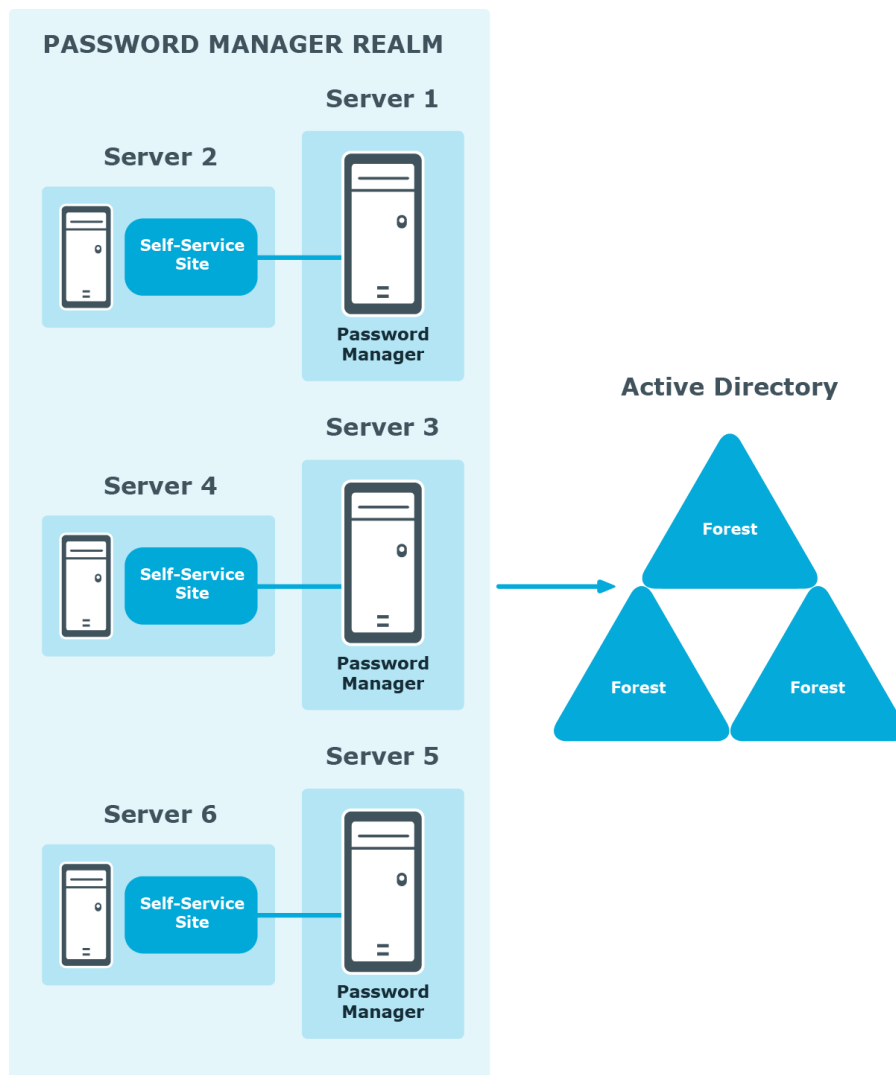 PASSWORD MANAGER REALM
Server 1
Server 2
Self-Service
Site
Password
Manager
Server 3
Server 4
Self-Service
Site
Password
Manager
Server 5
Server 6
Self-Service
Site
Password
Manager
Active Directory
Forest
Forest
Forest